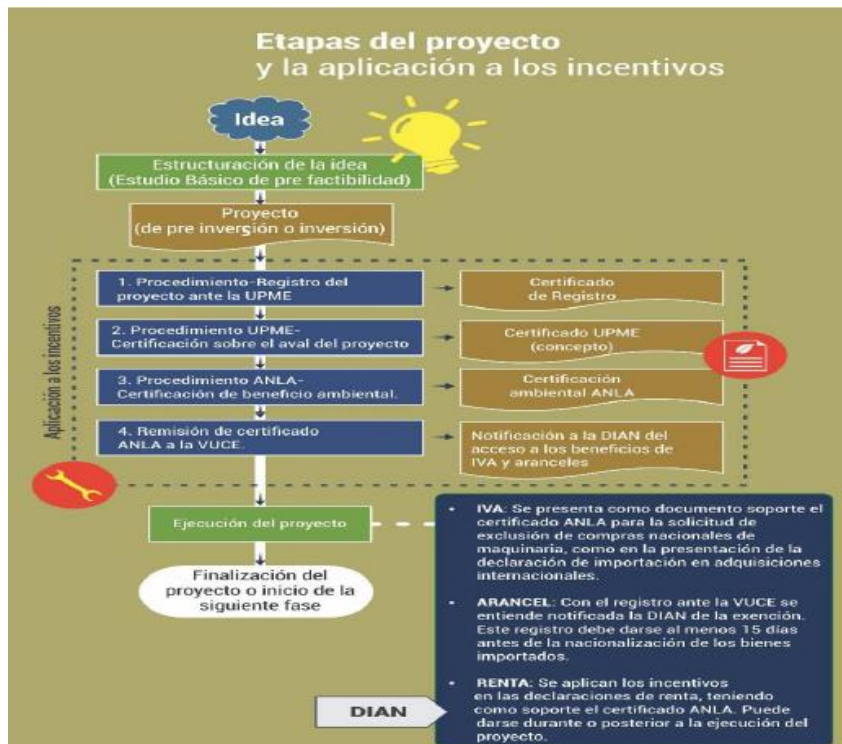 Etapas del proyecto
y la aplicación a los incentivos
Idea
Estructuración de la idea
(Estudio Básico de pre factibilidad)
Proyecto
(de pre inversión o inversión)
Aplicación a los incentivos
1. Procedimiento-Registro del
proyecto ante la UPME
Certificado
de Registro
2. Procedimiento UPME-
Certificación sobre el aval del proyecto
Certificado UPME
(concepto)
3. Procedimiento ANLA-
Certificación de beneficio ambiental.
Certificación
ambiental ANLA
4. Remisión de certificado
ANLA a la VUCE.
Notificación a la DIAN del
acceso a los beneficios de
IVA y aranceles
Ejecución del proyecto
Finalización del
proyecto o inicio de la
siguiente fase
• IVA: Se presenta como documento soporte el
certificado ANLA para la solicitud de
exclusión de compras nacionales de
maquinaria, como en la presentación de la
declaración de importación en adquisiciones
internacionales.
• ARANCEL: Con el registro ante la VUCE se
entiende notificada la DIAN de la exención.
Este registro debe darse al menos 15 días
antes de la nacionalización de los bienes
importados.
• RENTA: Se aplican los incentivos
en las declaraciones de renta, teniendo
como soporte el certificado ANLA. Puede
darse durante o posterior a la ejecución del
proyecto.
DIAN